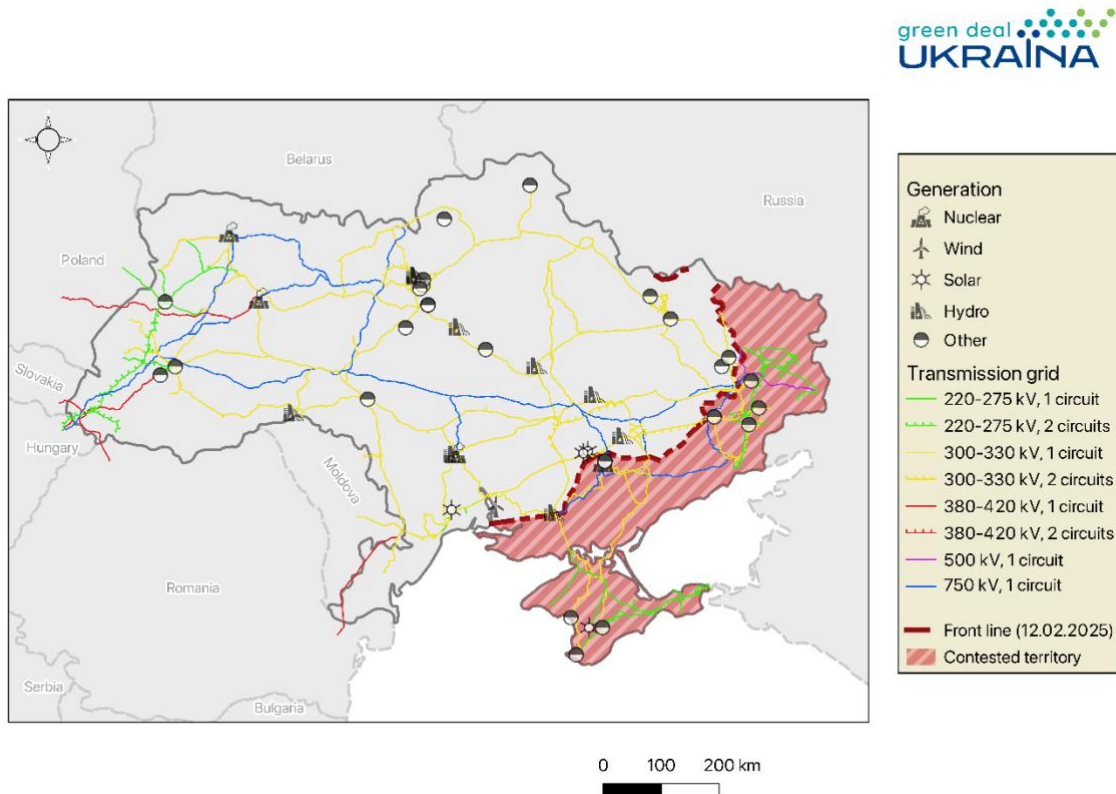 green deal
UKRAÏNA
Belarus
Russia
Poland
Slovakia
Hungary
Moldova
Romania
Serbia
Bulgaria
Generation
Nuclear
Wind
Solar
Hydro
Other
Transmission grid
220-275 kV, 1 circuit
220-275 kV, 2 circuits
300-330 kV, 1 circuit
300-330 kV, 2 circuits
380-420 kV, 1 circuit
380-420 kV, 2 circuits
500 kV, 1 circuit
750 kV, 1 circuit
Front line (12.02.2025)
Contested territory
0 100 200 km